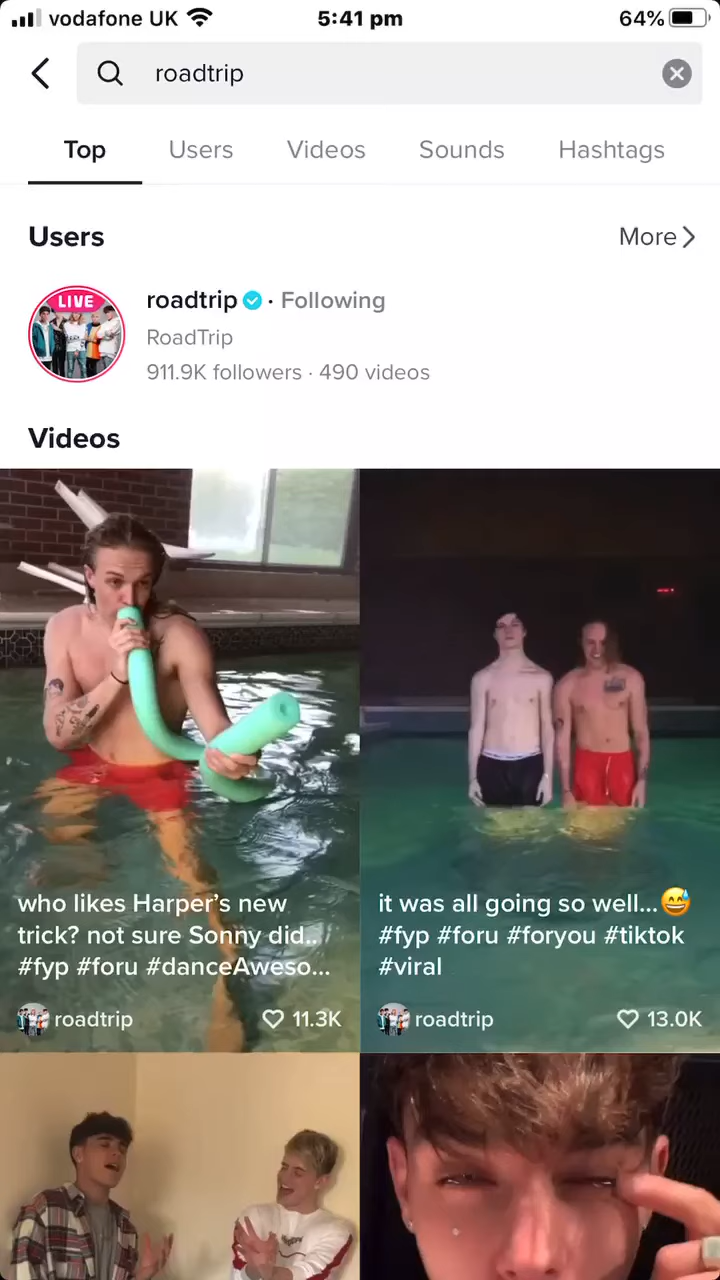 vodafone UK 5:41 pm 64%
roadtrip
Top Users Videos Sounds Hashtags
Users More
LIVE
roadtrip · Following
RoadTrip
911.9K followers · 490 videos
Videos
who likes Harper’s new
trick? not sure Sonny did..
#fyp #foru #danceAweso...
roadtrip 11.3K
it was all going so well...😅
#fyp #foru #foryou #tiktok
#viral
roadtrip 13.0K